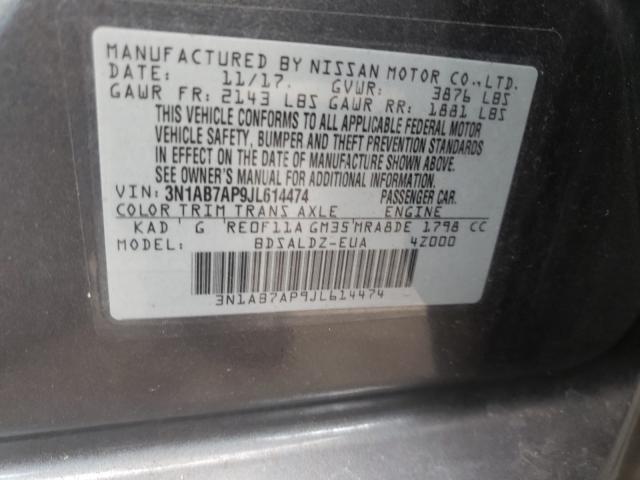 MANUFACTURED BY NISSAN MOTOR CO., LTD.
DATE: 11/17. GVWR: 3876 LBS
GAWR FR: 2143 LBS GAWR RR: 1881 LBS
THIS VEHICLE CONFORMS TO ALL APPLICABLE FEDERAL MOTOR
VEHICLE SAFETY, BUMPER AND THEFT PREVENTION STANDARDS
IN EFFECT ON THE DATE OF MANUFACTURE SHOWN ABOVE.
SEE OWNER'S MANUAL FOR ADDITIONAL INFORMATION.
VIN: 3N1AB7AP9JL614474 PASSENGER CAR.
COLOR TRIM TRANS AXLE ENGINE
KAD G RE0F11A GM35 MRA8DE 1798 CC
MODEL: BDSALDZ-EUA 4Z000
3N1AB7AP9JL614474